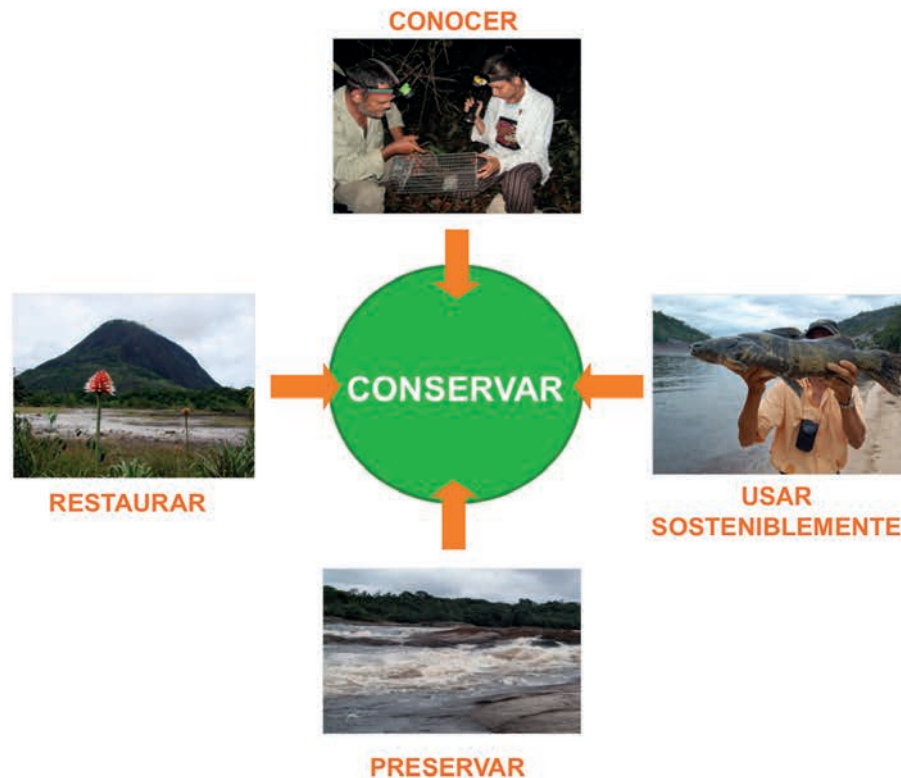 CONOCER
CONSERVAR
RESTAURAR
USAR
SOSTENIBLEMENTE
PRESERVAR